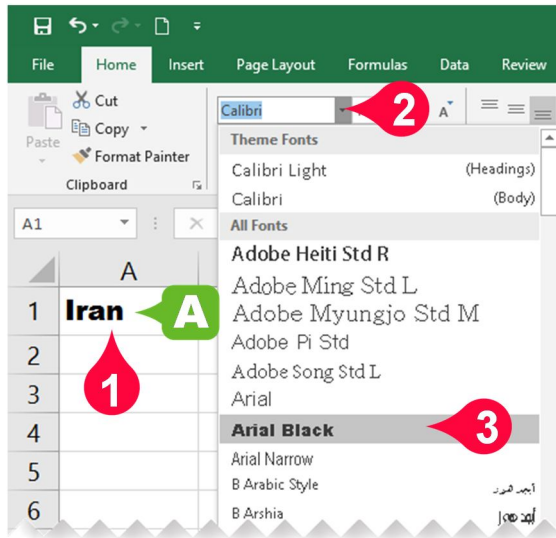 File Home Insert Page Layout Formulas Data Review
Cut
Copy
Paste
Format Painter
Clipboard
Calibri
2
A
Theme Fonts
Calibri Light (Headings)
Calibri (Body)
All Fonts
Adobe Heiti Std R
Adobe Ming Std L
Adobe Myungjo Std M
Adobe Pi Std
Adobe Song Std L
Arial
Arial Black
3
Arial Narrow
B Arabic Style أبجد هوز
B Arshia
A1
A
1 Iran A
1
2
3
4
5
6